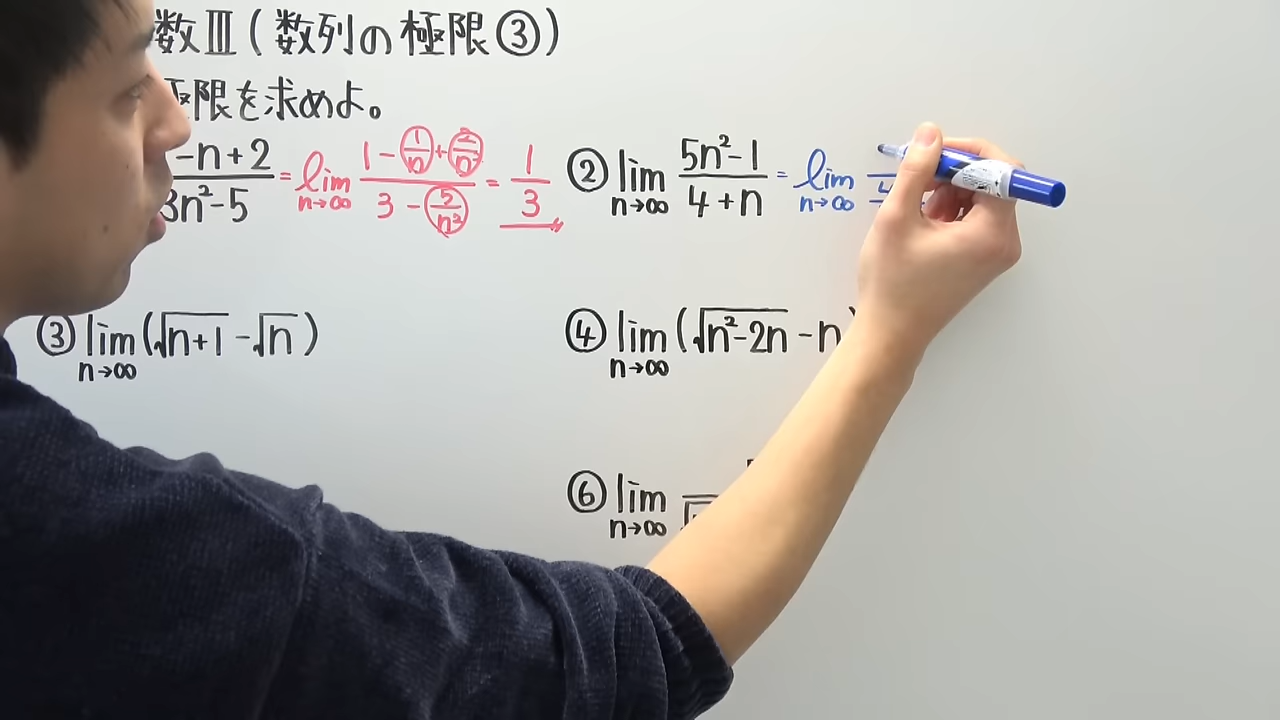 数Ⅲ(数列の極限③)
極限を求めよ。
-n+2 / 3n²-5 = lim n→∞ 1 - 1/n + 2/n² / 3 - 5/n² = 1/3
② lim n→∞ 5n²-1 / 4+n = lim n→∞
③ lim n→∞ (√n+1 - √n)
④ lim n→∞ (√n²-2n - n)
⑥ lim n→∞